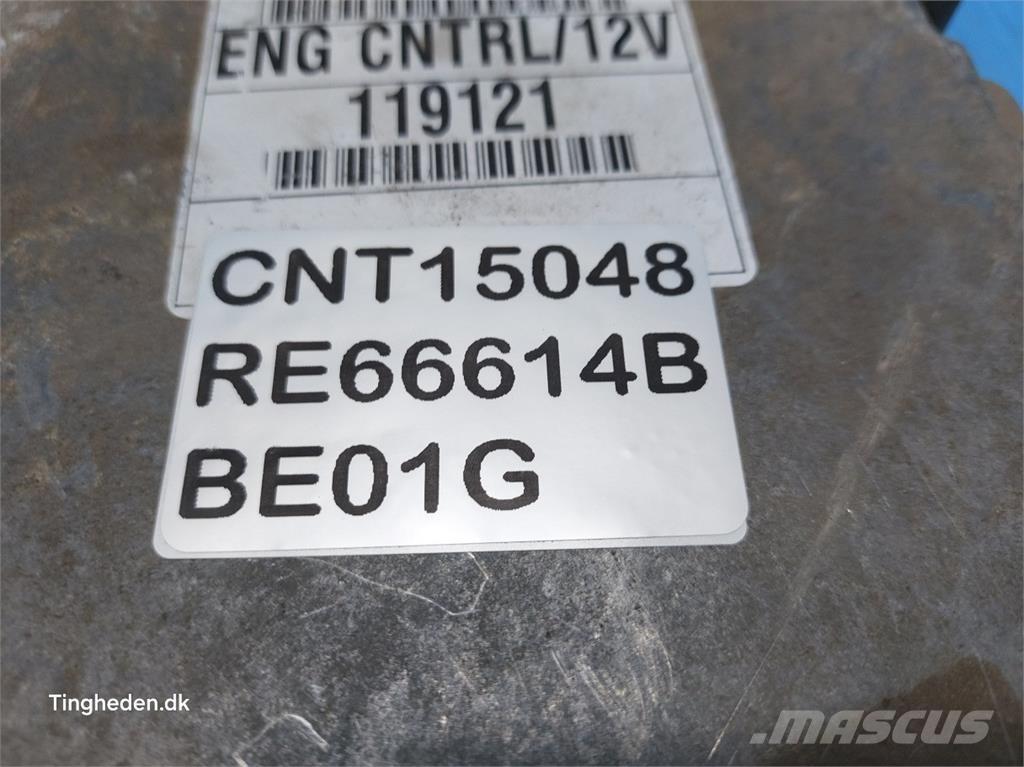 ENG CNTRL/12V
119121
CNT15048
RE66614B
BE01G
Tingheden.dk
MASCUS